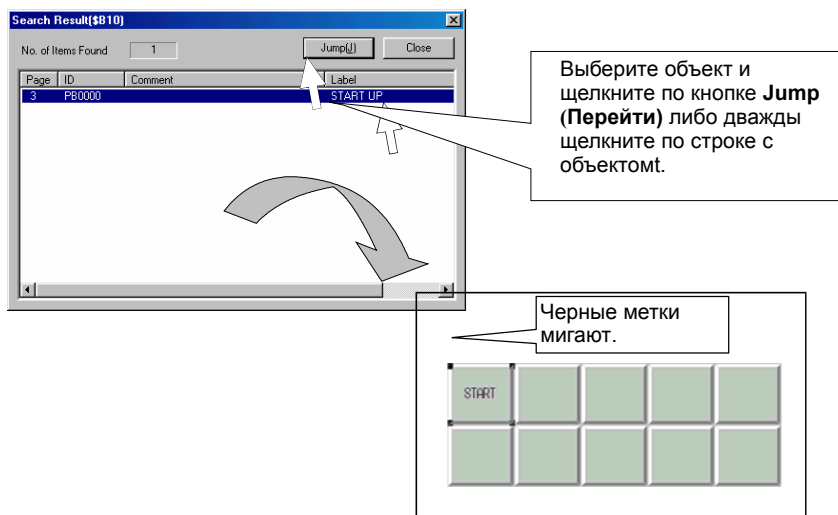 Search Result($B10)
No. of Items Found 1 Jump(J) Close
Page ID Comment Label
3 PB0000 START UP
Выберите объект и
щелкните по кнопке Jump
(Перейти) либо дважды
щелкните по строке с
объектомt.
Черные метки
мигают.
START